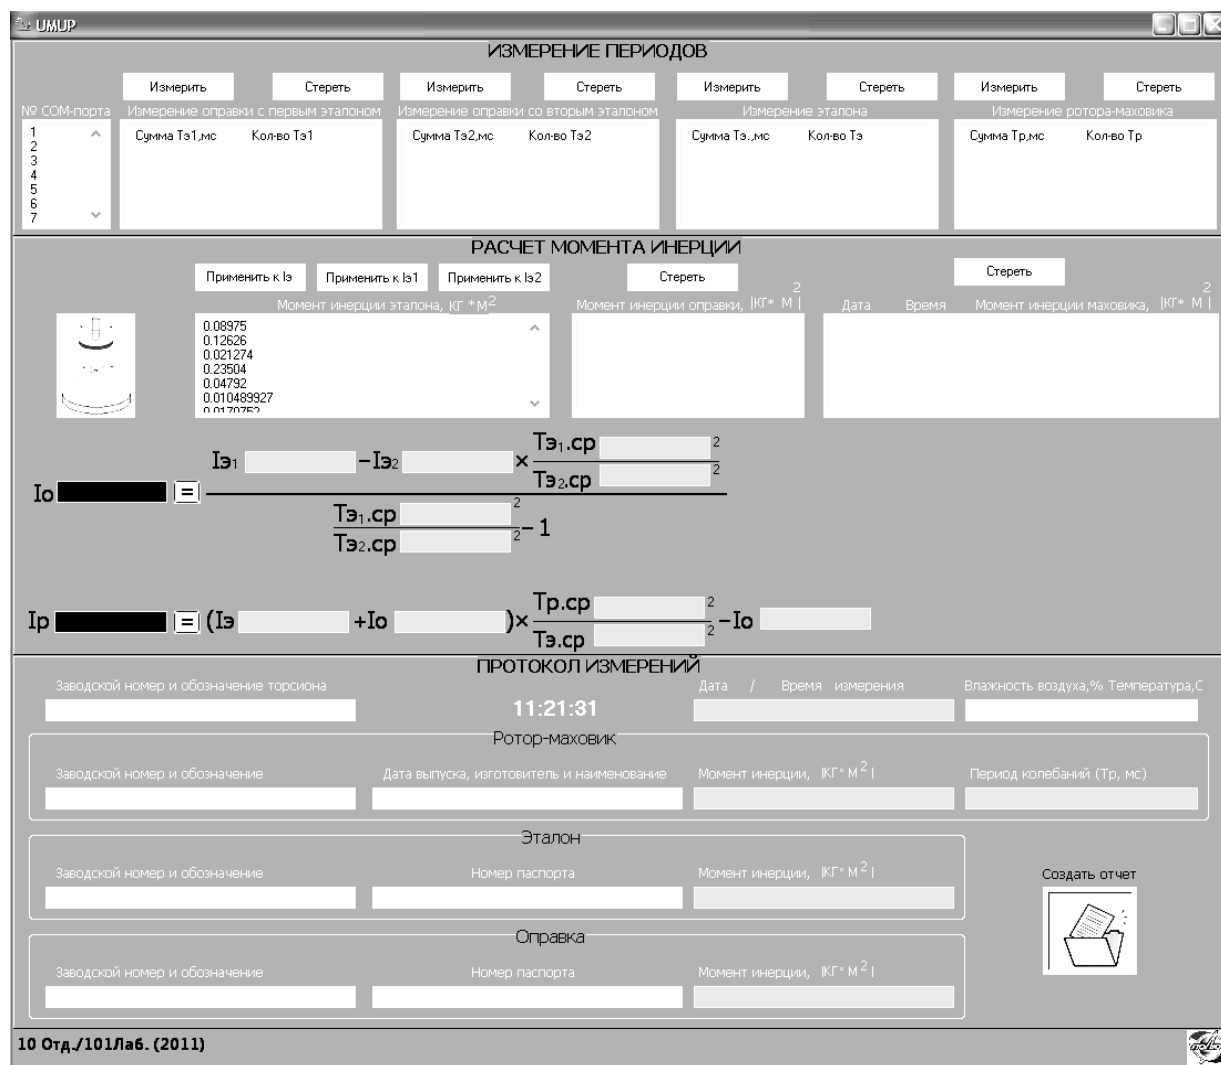 UMUP
ИЗМЕРЕНИЕ ПЕРИОДОВ
Измерить Стереть Измерить Стереть Измерить Стереть Измерить Стереть
№ COM-порта Измерение оправки с первым эталоном Измерение оправки со вторым эталоном Измерение эталона Измерение ротора-маховика
1 Сумма Тэ1,мс Кол-во Тэ1 Сумма Тэ2,мс Кол-во Тэ2 Сумма Тэ.,мс Кол-во Тэ Сумма Тр,мс Кол-во Тр
2
3
4
5
6
7
РАСЧЕТ МОМЕНТА ИНЕРЦИИ
Применить к Iэ Применить к Iэ1 Применить к Iэ2 Стереть Стереть
Момент инерции эталона, КГ *М2 Момент инерции оправки, |КГ* М2| Дата Время Момент инерции маховика, |КГ* М2|
0.08975
0.12626
0.021274
0.23504
0.04792
0.010489927
0.0170752
Iэ1 −Iэ2 × Тэ1.ср 2
Тэ2.ср 2
Iо =
Тэ1.ср 2
Тэ2.ср 2 − 1
Iр = (Iэ +Iо )× Тр.ср 2
Тэ.ср 2 −Iо
ПРОТОКОЛ ИЗМЕРЕНИЙ
Заводской номер и обозначение торсиона 11:21:31 Дата / Время измерения Влажность воздуха,% Температура,С
Ротор-маховик
Заводской номер и обозначение Дата выпуска, изготовитель и наименование Момент инерции, |КГ* М2| Период колебаний (Тр, мс)
Эталон
Заводской номер и обозначение Номер паспорта Момент инерции, |КГ* М2|
Создать отчет
Оправка
Заводской номер и обозначение Номер паспорта Момент инерции, |КГ* М2|
10 Отд./101Лаб. (2011)